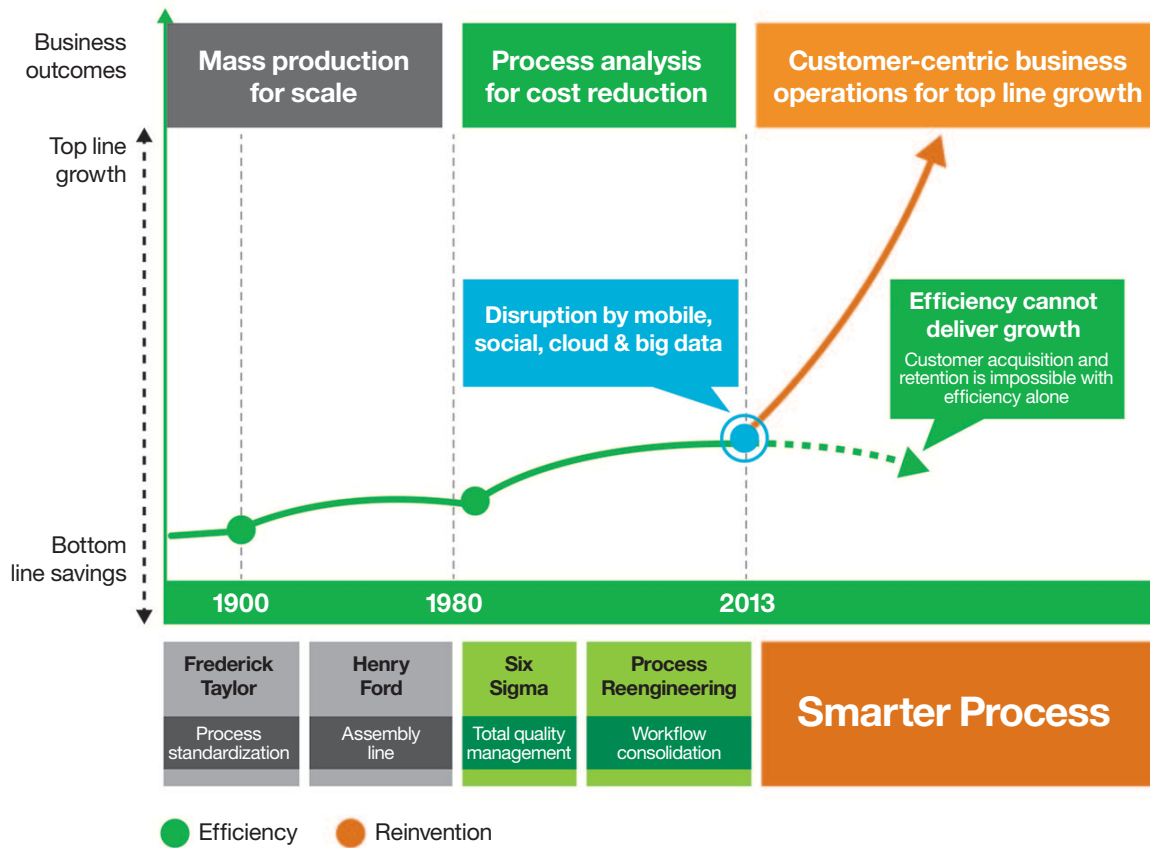 Business
outcomes
Mass production
for scale
Process analysis
for cost reduction
Customer-centric business
operations for top line growth
Top line
growth
Disruption by mobile,
social, cloud & big data
Efficiency cannot
deliver growth
Customer acquisition and
retention is impossible with
efficiency alone
Bottom
line savings
1900
1980
2013
Frederick
Taylor
Process
standardization
Henry
Ford
Assembly
line
Six
Sigma
Total quality
management
Process
Reengineering
Workflow
consolidation
Smarter Process
Efficiency
Reinvention